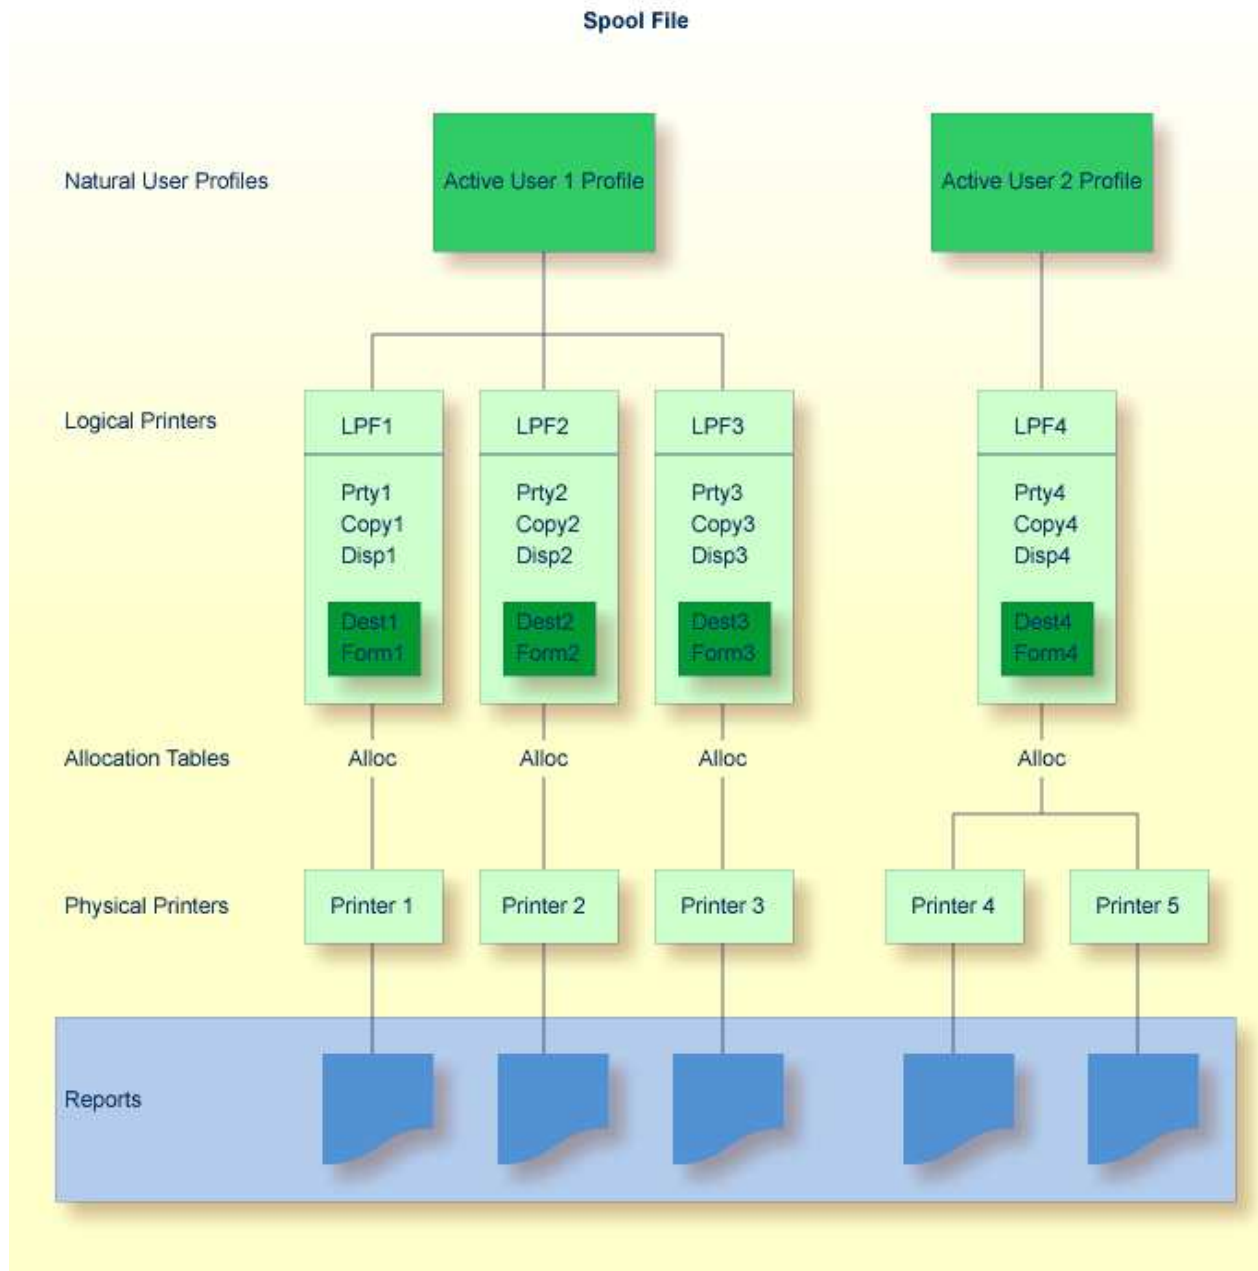 Spool File
Natural User Profiles
Active User 1 Profile
Active User 2 Profile
Logical Printers
LPF1
LPF2
LPF3
LPF4
Prty1
Copy1
Disp1
Prty2
Copy2
Disp2
Prty3
Copy3
Disp3
Prty4
Copy4
Disp4
Dest1
Form1
Dest2
Form2
Dest3
Form3
Dest4
Form4
Allocation Tables
Alloc
Alloc
Alloc
Alloc
Physical Printers
Printer 1
Printer 2
Printer 3
Printer 4
Printer 5
Reports